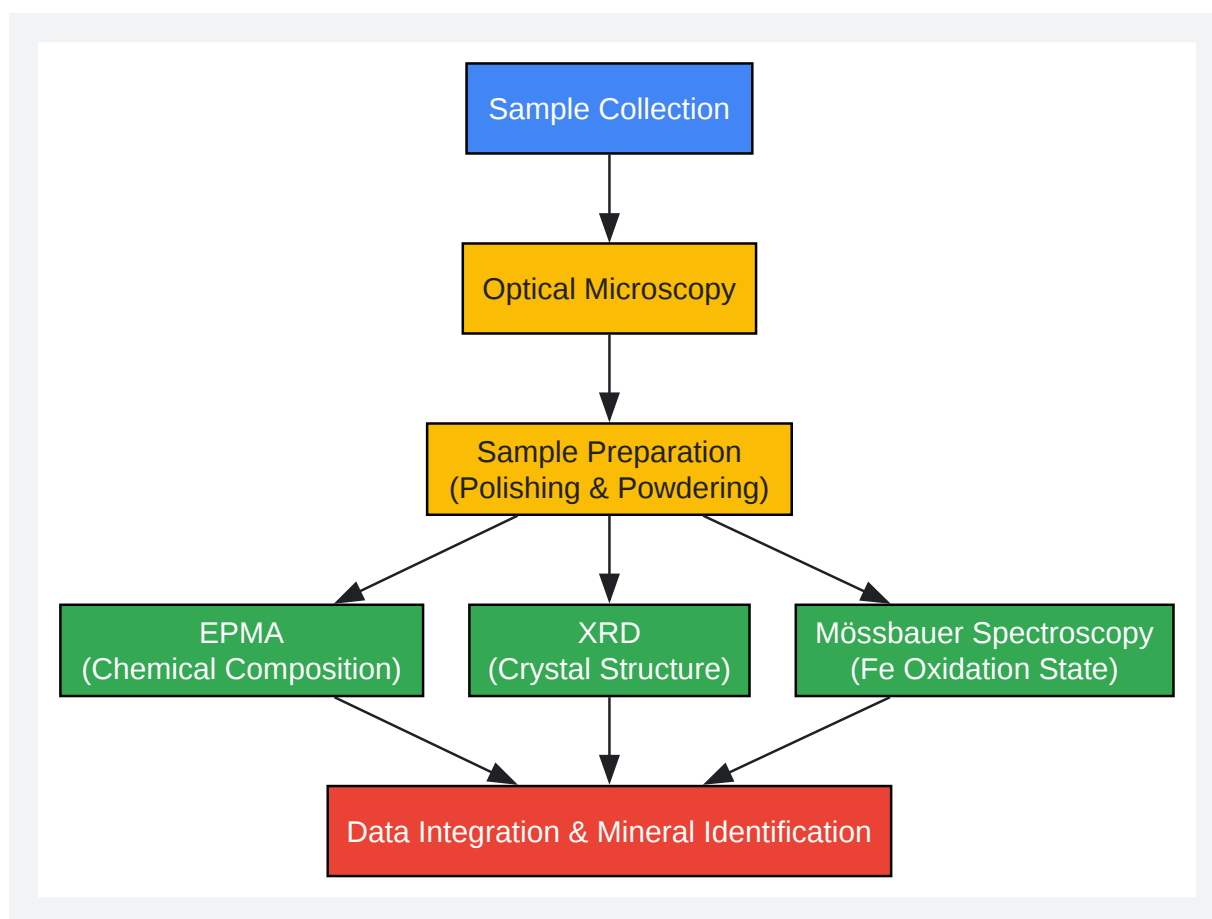 Sample Collection
Optical Microscopy
Sample Preparation
(Polishing & Powdering)
EPMA
(Chemical Composition)
XRD
(Crystal Structure)
Mössbauer Spectroscopy
(Fe Oxidation State)
Data Integration & Mineral Identification